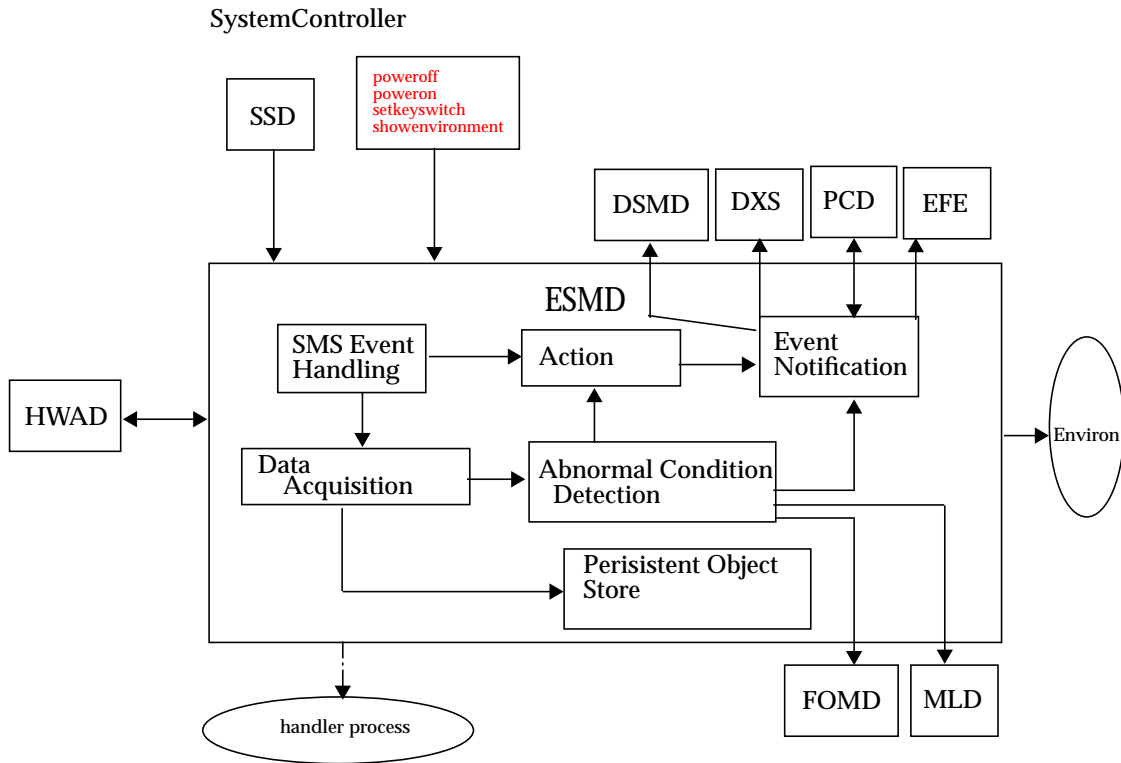 SystemController
SSD
poweroff
poweron
setkeyswitch
showenvironment
DSMD
DXS
PCD
EFE
ESMD
SMS Event
Handling
Action
Event
Notification
HWAD
Environ
Data
Acquisition
Abnormal Condition
Detection
Perisistent Object
Store
FOMD
MLD
handler process